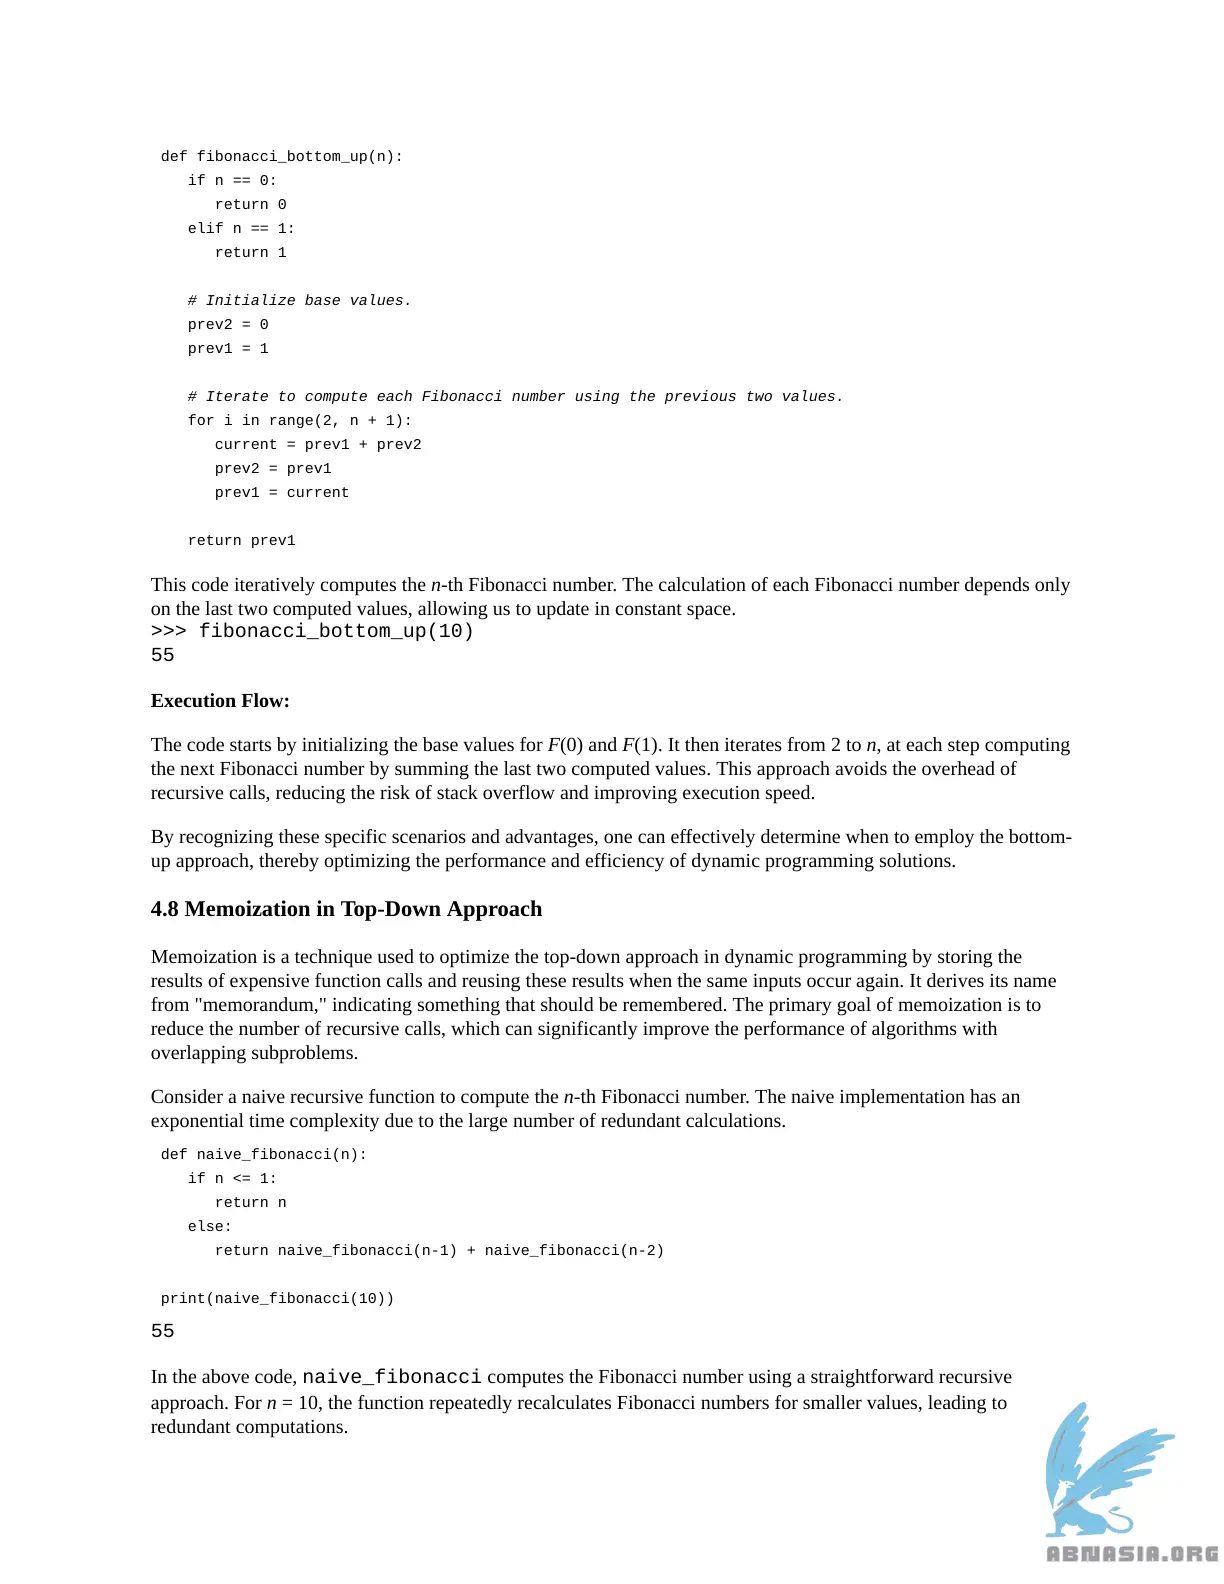 def fibonacci_bottom_up(n):
   if n == 0:
      return 0
   elif n == 1:
      return 1

   # Initialize base values.
   prev2 = 0
   prev1 = 1

   # Iterate to compute each Fibonacci number using the previous two values.
   for i in range(2, n + 1):
      current = prev1 + prev2
      prev2 = prev1
      prev1 = current

   return prev1

This code iteratively computes the n-th Fibonacci number. The calculation of each Fibonacci number depends only
on the last two computed values, allowing us to update in constant space.
>>> fibonacci_bottom_up(10)
55

Execution Flow:

The code starts by initializing the base values for F(0) and F(1). It then iterates from 2 to n, at each step computing
the next Fibonacci number by summing the last two computed values. This approach avoids the overhead of
recursive calls, reducing the risk of stack overflow and improving execution speed.

By recognizing these specific scenarios and advantages, one can effectively determine when to employ the bottom-
up approach, thereby optimizing the performance and efficiency of dynamic programming solutions.

4.8 Memoization in Top-Down Approach

Memoization is a technique used to optimize the top-down approach in dynamic programming by storing the
results of expensive function calls and reusing these results when the same inputs occur again. It derives its name
from "memorandum," indicating something that should be remembered. The primary goal of memoization is to
reduce the number of recursive calls, which can significantly improve the performance of algorithms with
overlapping subproblems.

Consider a naive recursive function to compute the n-th Fibonacci number. The naive implementation has an
exponential time complexity due to the large number of redundant calculations.

def naive_fibonacci(n):
   if n <= 1:
      return n
   else:
      return naive_fibonacci(n-1) + naive_fibonacci(n-2)

print(naive_fibonacci(10))

55

In the above code, naive_fibonacci computes the Fibonacci number using a straightforward recursive
approach. For n = 10, the function repeatedly recalculates Fibonacci numbers for smaller values, leading to
redundant computations.

ABNASIA.ORG